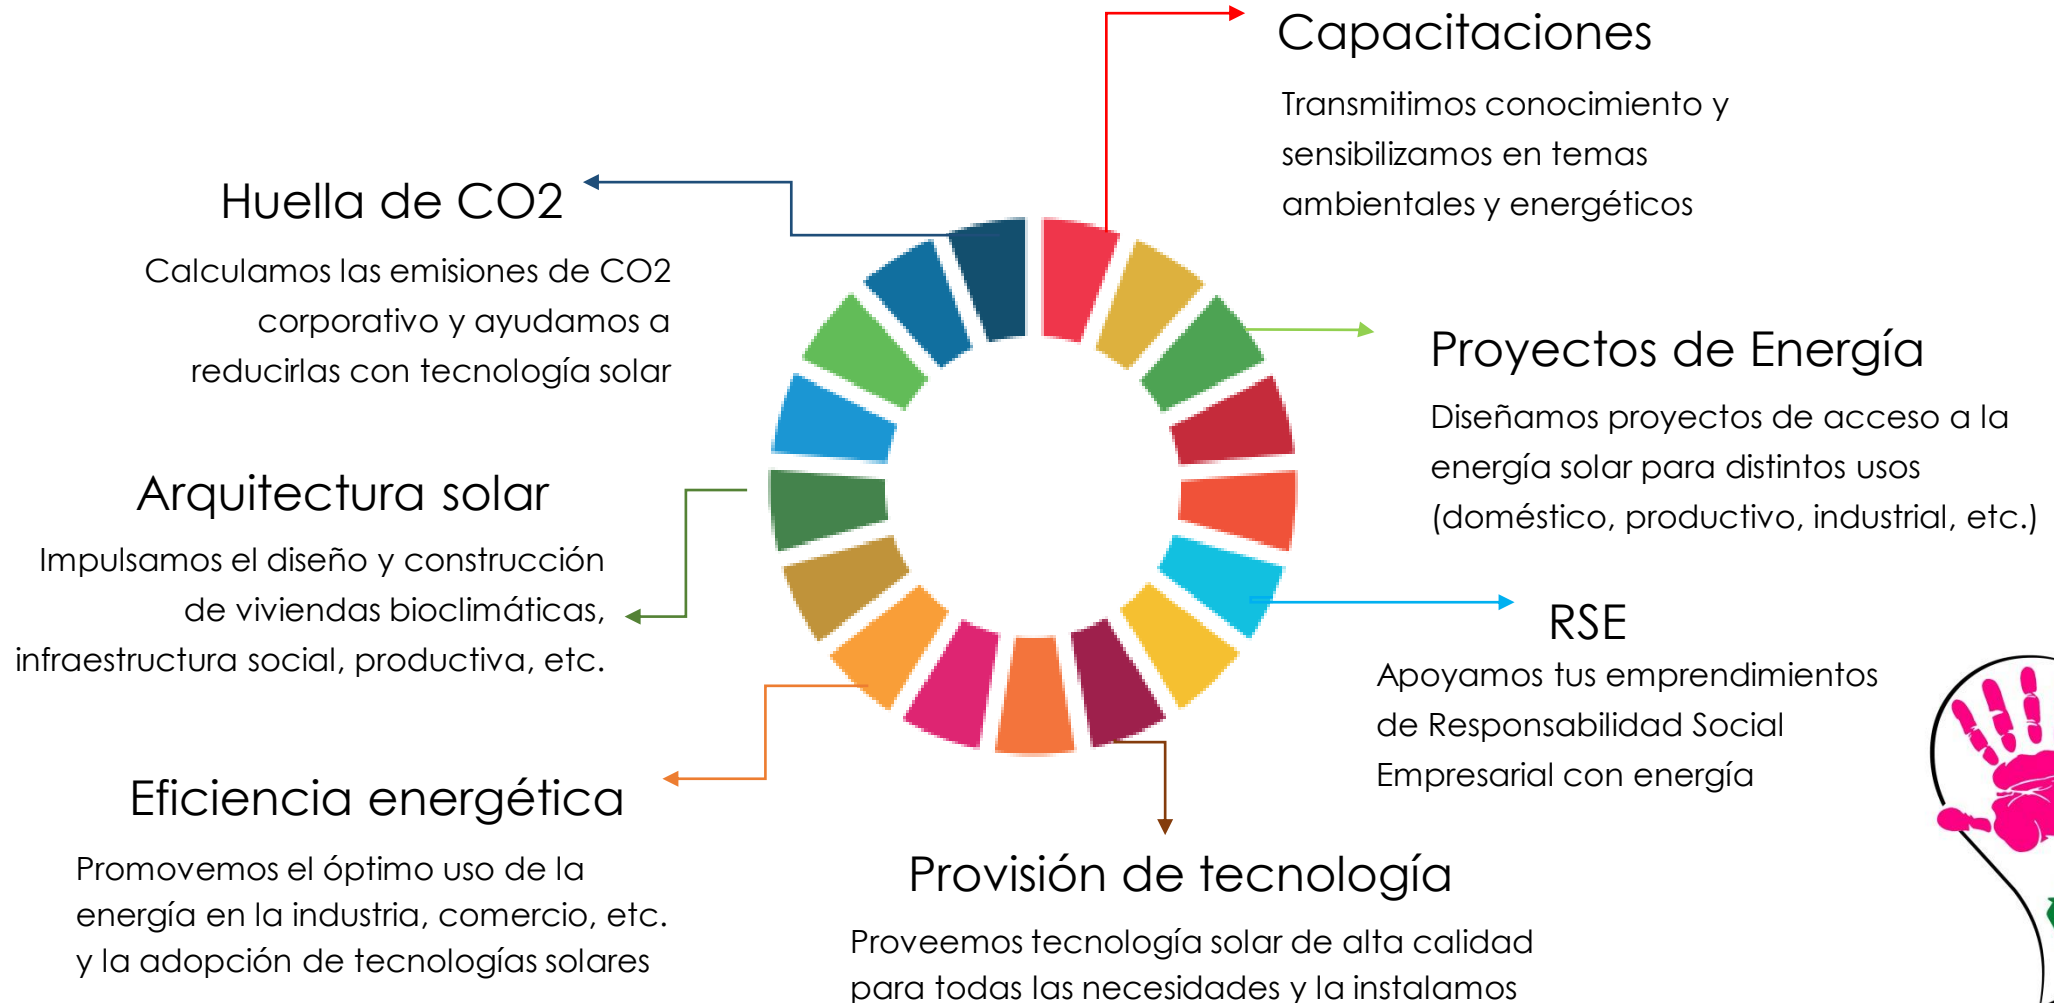 Capacitaciones
Transmitimos conocimiento y
sensibilizamos en temas
ambientales y energéticos
Huella de CO2
Calculamos las emisiones de CO2
corporativo y ayudamos a
reducirlas con tecnología solar
Proyectos de Energía
Diseñamos proyectos de acceso a la
energía solar para distintos usos
(doméstico, productivo, industrial, etc.)
Arquitectura solar
Impulsamos el diseño y construcción
de viviendas bioclimáticas,
infraestructura social, productiva, etc.
RSE
Apoyamos tus emprendimientos
de Responsabilidad Social
Empresarial con energía
Eficiencia energética
Promovemos el óptimo uso de la
energía en la industria, comercio, etc.
y la adopción de tecnologías solares
Provisión de tecnología
Proveemos tecnología solar de alta calidad
para todas las necesidades y la instalamos